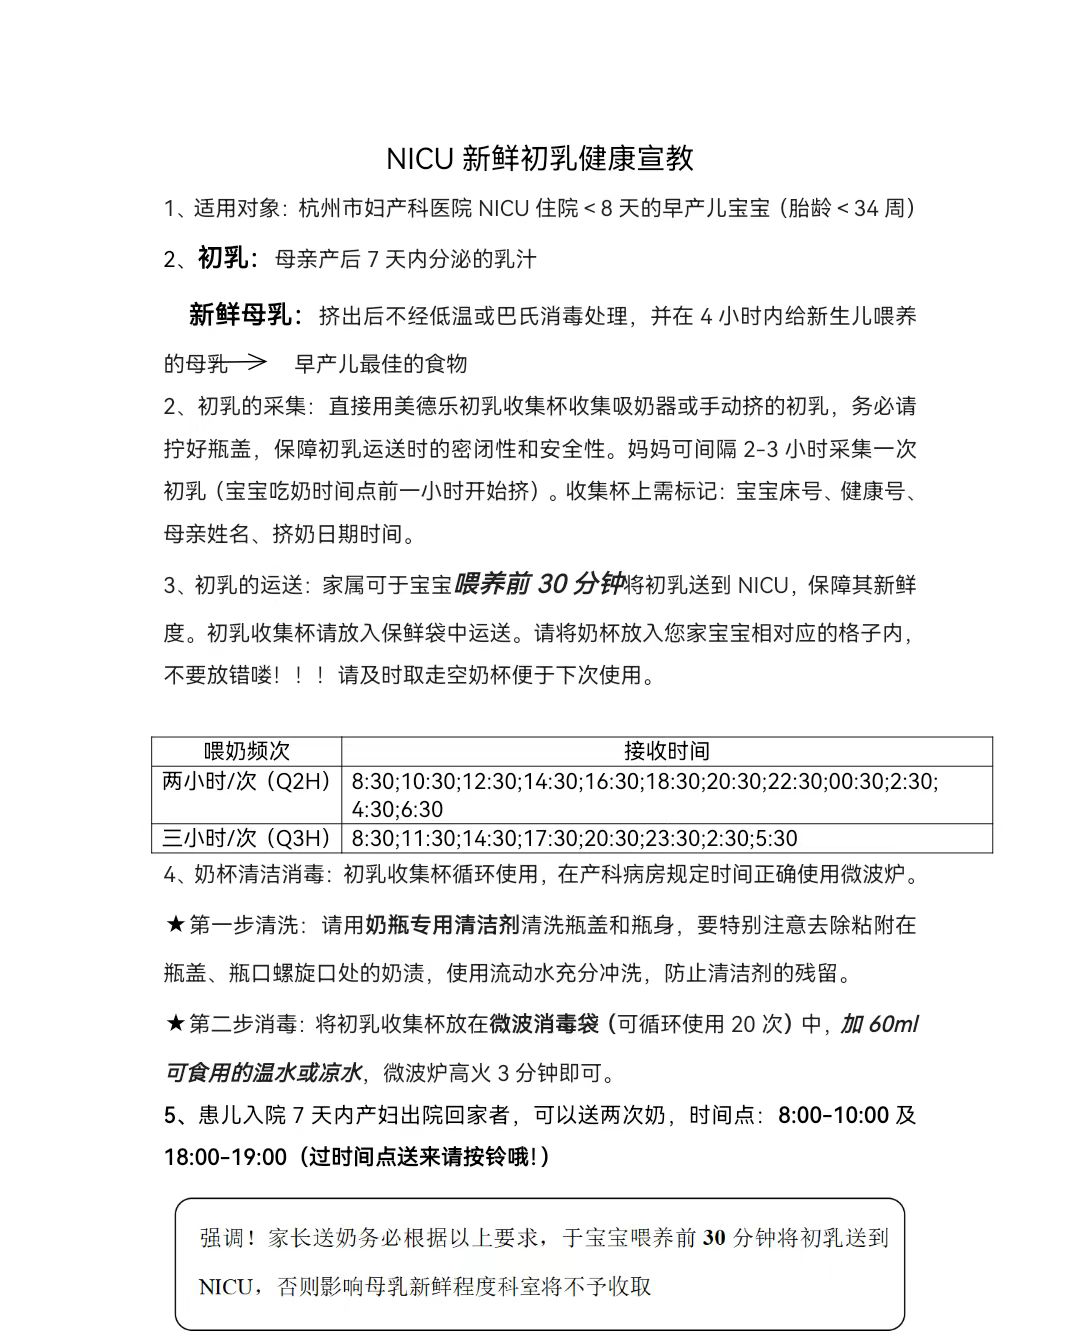 NICU 新鲜初乳健康宣教
1、适用对象：杭州市妇产科医院 NICU 住院＜8 天的早产儿宝宝（胎龄＜34 周）
2、初乳：母亲产后 7 天内分泌的乳汁
新鲜母乳：挤出后不经低温或巴氏消毒处理，并在 4 小时内给新生儿喂养
的母乳 早产儿最佳的食物
2、初乳的采集：直接用美德乐初乳收集杯收集吸奶器或手动挤的初乳，务必请
拧好瓶盖，保障初乳运送时的密闭性和安全性。妈妈可间隔 2-3 小时采集一次
初乳（宝宝吃奶时间点前一小时开始挤）。收集杯上需标记：宝宝床号、健康号、
母亲姓名、挤奶日期时间。
3、初乳的运送：家属可于宝宝喂养前 30 分钟将初乳送到 NICU，保障其新鲜
度。初乳收集杯请放入保鲜袋中运送。请将奶杯放入您家宝宝相对应的格子内，
不要放错喽！！！请及时取走空奶杯便于下次使用。
喂奶频次 接收时间
两小时/次（Q2H） 8:30;10:30;12:30;14:30;16:30;18:30;20:30;22:30;00:30;2:30;
4:30;6:30
三小时/次（Q3H） 8:30;11:30;14:30;17:30;20:30;23:30;2:30;5:30
4、奶杯清洁消毒：初乳收集杯循环使用，在产科病房规定时间正确使用微波炉。
★第一步清洗：请用奶瓶专用清洁剂清洗瓶盖和瓶身，要特别注意去除粘附在
瓶盖、瓶口螺旋口处的奶渍，使用流动水充分冲洗，防止清洁剂的残留。
★第二步消毒：将初乳收集杯放在微波消毒袋（可循环使用 20 次）中，加 60ml
可食用的温水或凉水，微波炉高火 3 分钟即可。
5、患儿入院 7 天内产妇出院回家者，可以送两次奶，时间点：8:00-10:00 及
18:00-19:00（过时间点送来请按铃哦！）
强调！家长送奶务必根据以上要求，于宝宝喂养前 30 分钟将初乳送到
NICU，否则影响母乳新鲜程度科室将不予收取